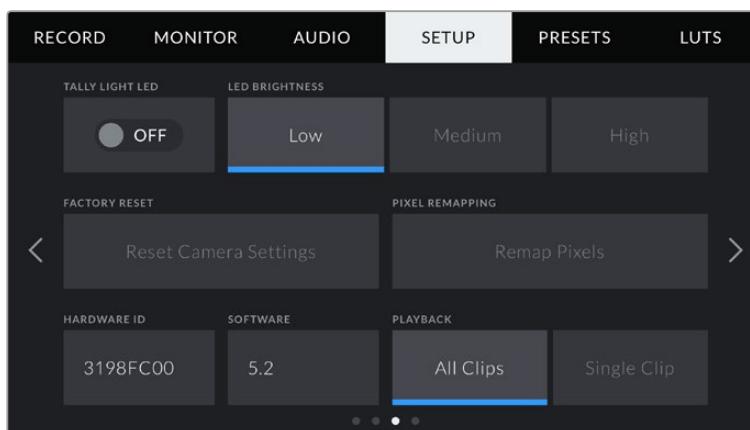 RECORD MONITOR AUDIO SETUP PRESETS LUTS
TALLY LIGHT LED LED BRIGHTNESS
OFF Low Medium High
FACTORY RESET PIXEL REMAPPING
Reset Camera Settings Remap Pixels
HARDWARE ID SOFTWARE PLAYBACK
3198FC00 5.2 All Clips Single Clip